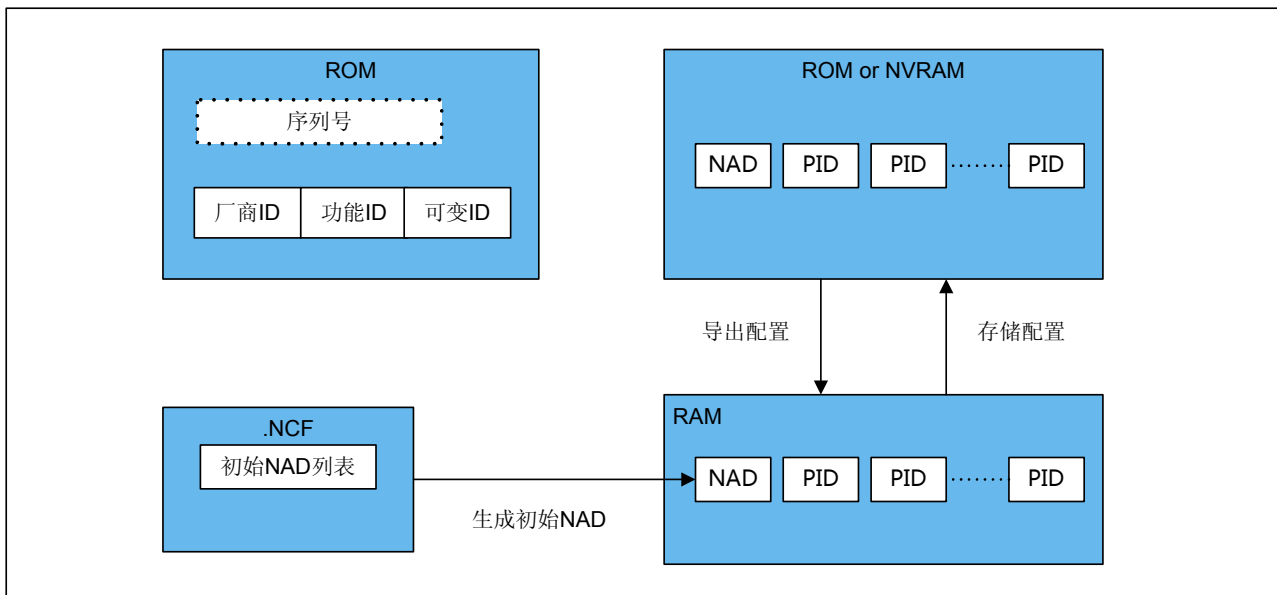 ROM
序列号
厂商ID 功能ID 可变ID
ROM or NVRAM
NAD PID PID ········ PID
导出配置 存储配置
.NCF
初始NAD列表
生成初始NAD
RAM
NAD PID PID ········ PID